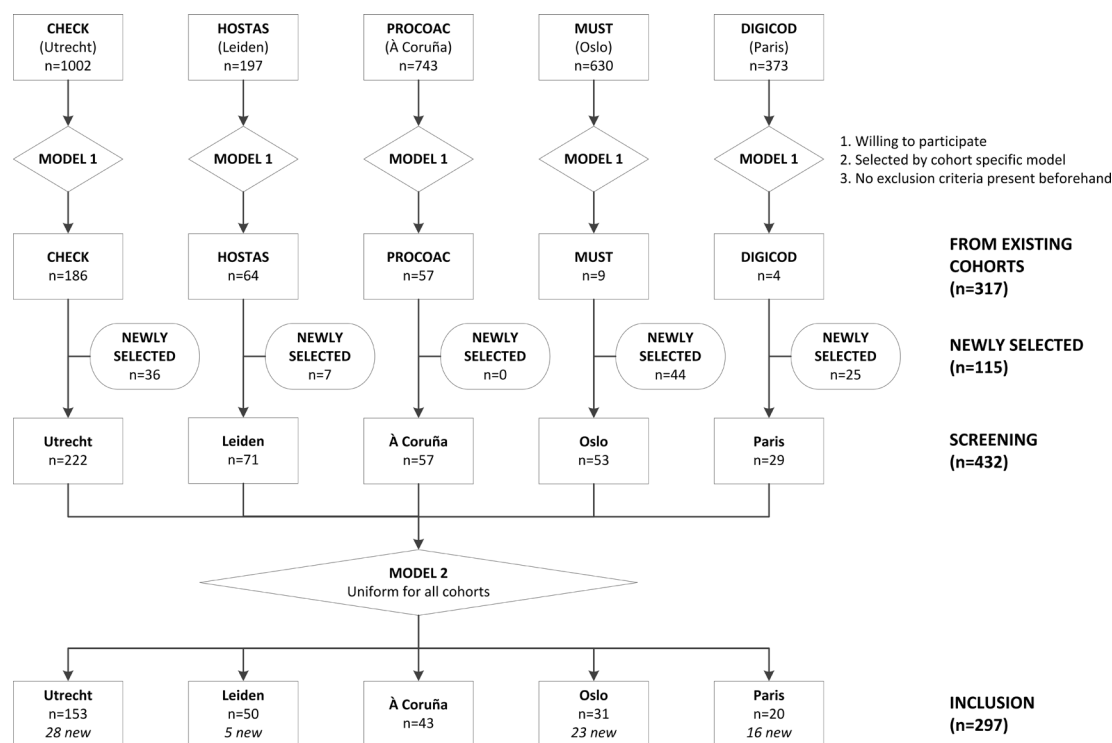 CHECK
(Utrecht)
n=1002
HOSTAS
(Leiden)
n=197
PROCOAC
(À Coruña)
n=743
MUST
(Oslo)
n=630
DIGICOD
(Paris)
n=373
MODEL 1
MODEL 1
MODEL 1
MODEL 1
MODEL 1
1. Willing to participate
2. Selected by cohort specific model
3. No exclusion criteria present beforehand
CHECK
n=186
HOSTAS
n=64
PROCOAC
n=57
MUST
n=9
DIGICOD
n=4
FROM EXISTING
COHORTS
(n=317)
NEWLY
SELECTED
n=36
NEWLY
SELECTED
n=7
NEWLY
SELECTED
n=0
NEWLY
SELECTED
n=44
NEWLY
SELECTED
n=25
NEWLY SELECTED
(n=115)
Utrecht
n=222
Leiden
n=71
À Coruña
n=57
Oslo
n=53
Paris
n=29
SCREENING
(n=432)
MODEL 2
Uniform for all cohorts
Utrecht
n=153
28 new
Leiden
n=50
5 new
À Coruña
n=43
Oslo
n=31
23 new
Paris
n=20
16 new
INCLUSION
(n=297)